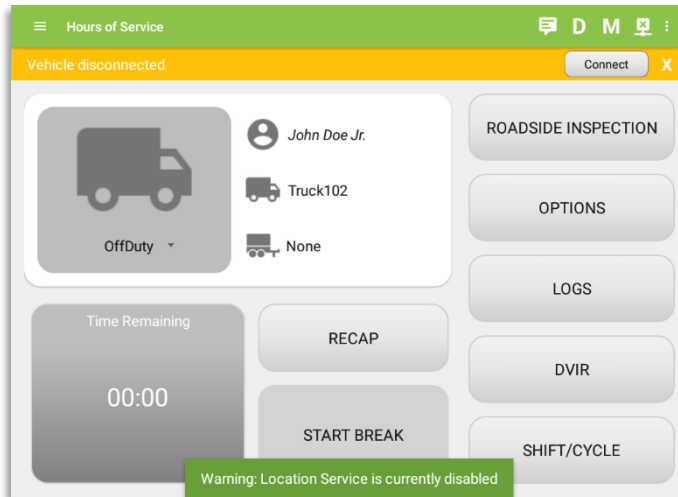 Hours of Service
D M
Vehicle disconnected
Connect X
John Doe Jr.
Truck102
OffDuty
None
ROADSIDE INSPECTION
OPTIONS
LOGS
DVIR
SHIFT/CYCLE
Time Remaining
00:00
RECAP
START BREAK
Warning: Location Service is currently disabled